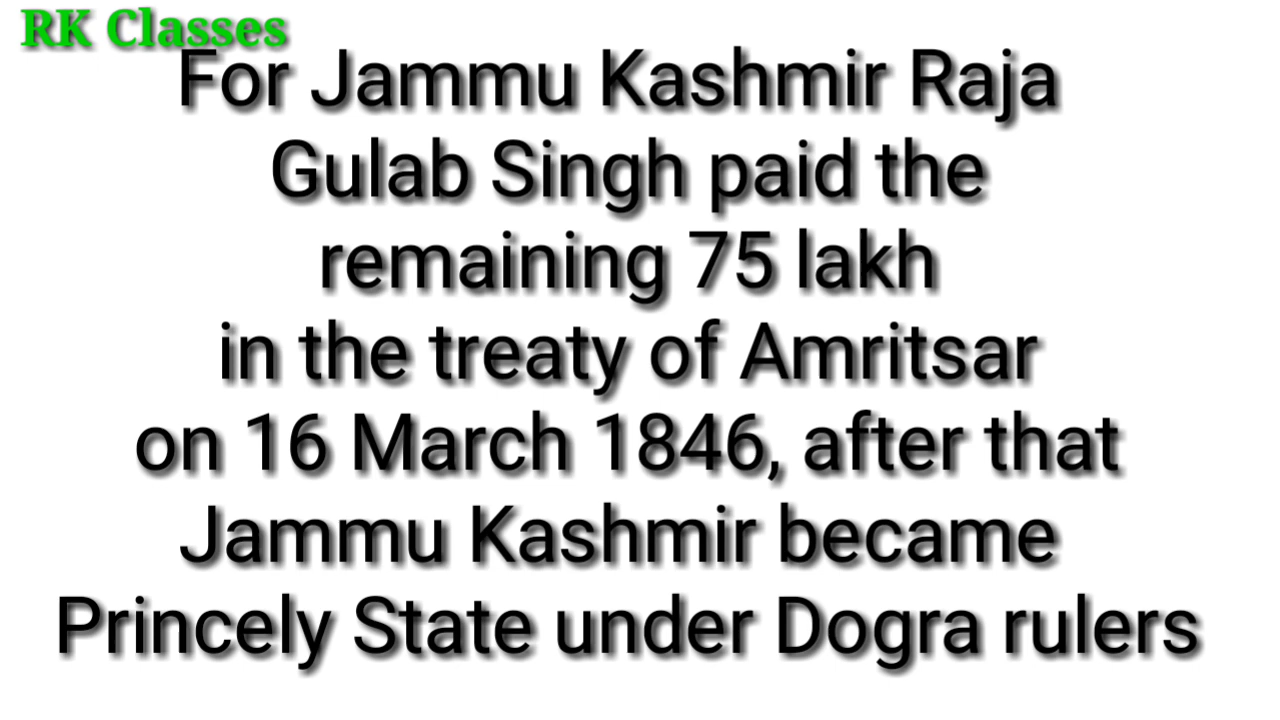 RK Classes
For Jammu Kashmir Raja
Gulab Singh paid the
remaining 75 lakh
in the treaty of Amritsar
on 16 March 1846, after that
Jammu Kashmir became
Princely State under Dogra rulers